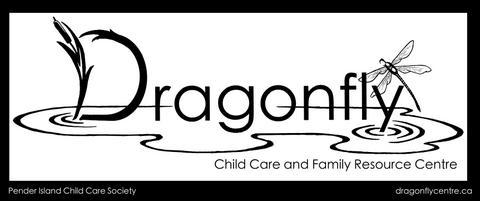 Dragonfly
Child Care and Family Resource Centre
Pender Island Child Care Society
dragonflycentre.ca